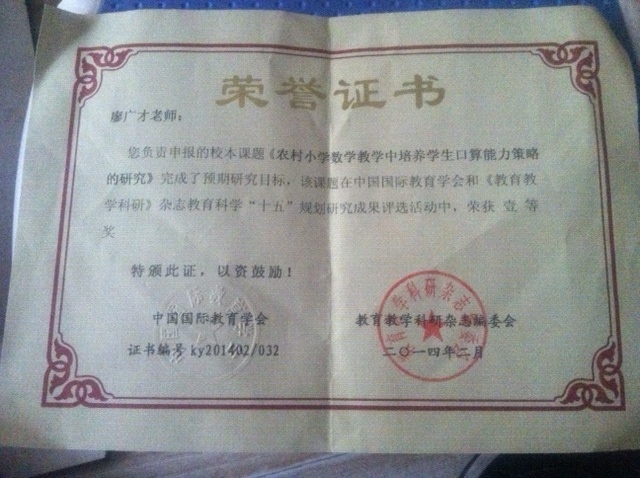 荣誉证书
廖广才老师：
您负责申报的校本课题《农村小学数学教学中培养学生口算能力策略
的研究》完成了预期研究目标，该课题在中国国际教育学会和《教育教
学科研》杂志教育科学“十五”规划研究成果评选活动中，荣获 壹 等
奖
特颁此证，以资鼓励！
中国国际教育学会
教育教学科研杂志编委会
证书编号 ky201402/032
二〇一四年二月